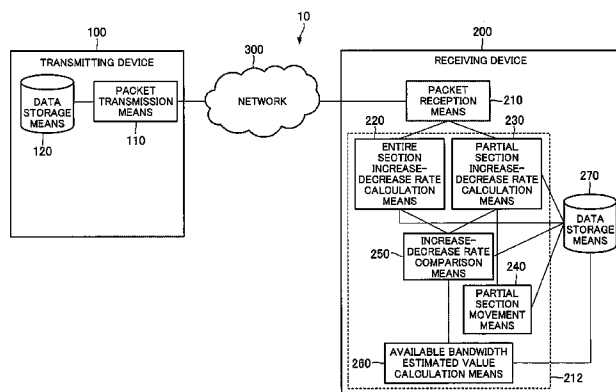 10
100
TRANSMITTING DEVICE
DATA
STORAGE
MEANS
120
PACKET
TRANSMISSION
MEANS
110
300
NETWORK
200
RECEIVING DEVICE
PACKET
RECEPTION
MEANS
210
220
ENTIRE
SECTION
INCREASE-
DECREASE RATE
CALCULATION
MEANS
230
PARTIAL
SECTION
INCREASE-
DECREASE RATE
CALCULATION
MEANS
270
DATA
STORAGE
MEANS
250
INCREASE-
DECREASE RATE
COMPARISON
MEANS
240
PARTIAL
SECTION
MOVEMENT
MEANS
260
AVAILABLE BANDWIDTH
ESTIMATED VALUE
CALCULATION MEANS
212